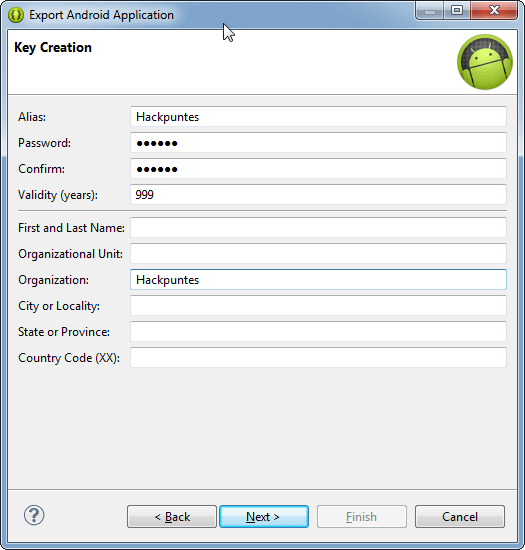 Export Android Application
Key Creation
Alias: Hackpuntes
Password: ●●●●●●
Confirm: ●●●●●●
Validity (years): 999
First and Last Name:
Organizational Unit:
Organization: Hackpuntes
City or Locality:
State or Province:
Country Code (XX):
? < Back Next > Finish Cancel